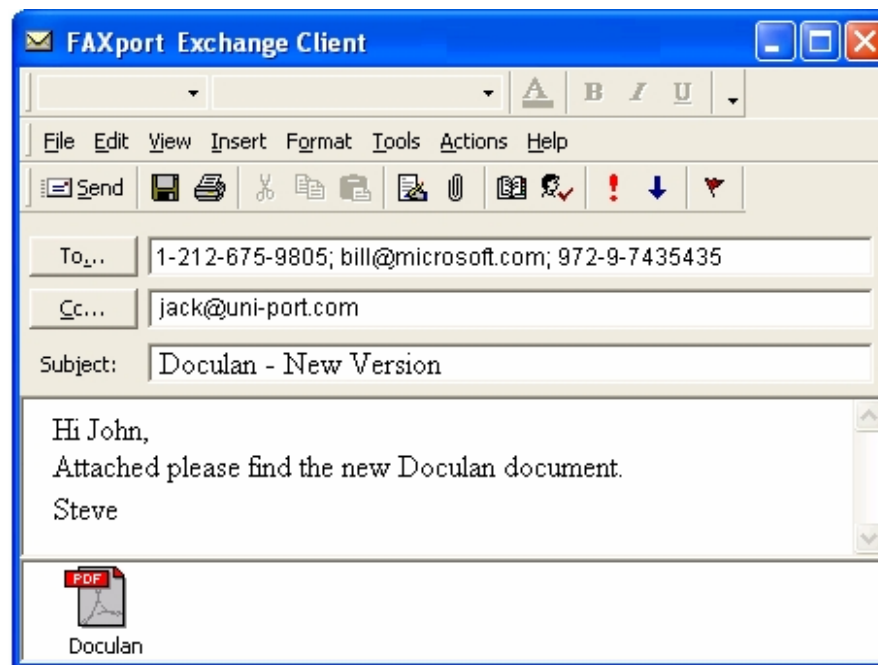 FAXport Exchange Client
A B I U
File Edit View Insert Format Tools Actions Help
Send
To... 1-212-675-9805; bill@microsoft.com; 972-9-7435435
Cc... jack@uni-port.com
Subject: Doculan - New Version
Hi John,
Attached please find the new Doculan document.
Steve
PDF
Doculan